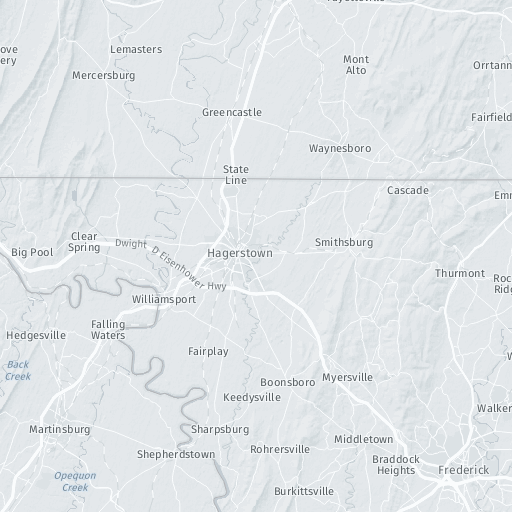 Lemasters
Mont
Alto
Mercersburg
Greencastle
Waynesboro
State
Line
Cascade
Clear
Spring
Big Pool
Dwight D Eisenhower Hwy
Hagerstown
Smithsburg
Thurmont
Williamsport
Falling
Waters
Hedgesville
Fairplay
Back
Creek
Boonsboro
Myersville
Keedysville
Martinsburg
Sharpsburg
Middletown
Shepherdstown
Rohrersville
Braddock
Heights
Frederick
Opequon
Creek
Burkittsville
Fairfield